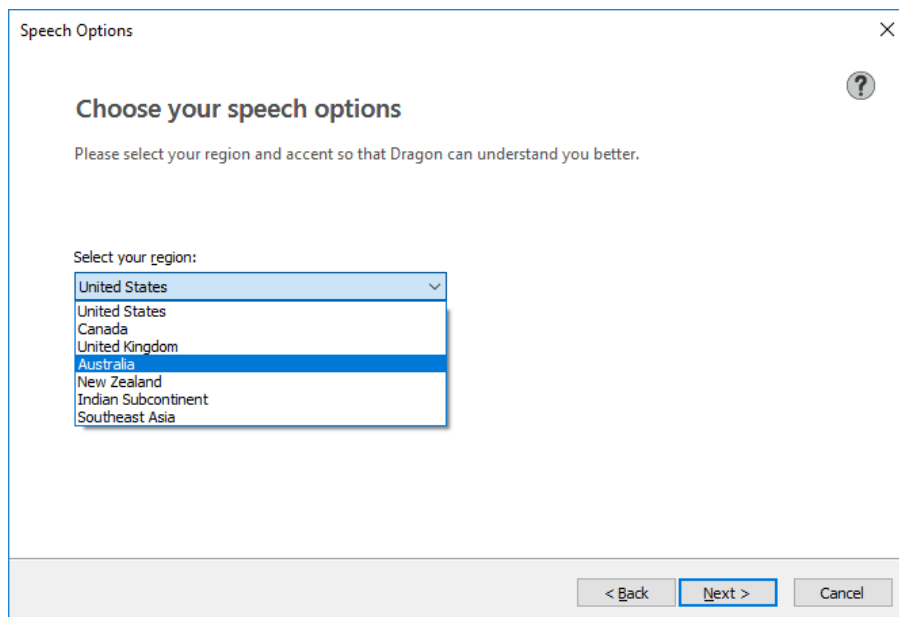 Speech Options
?
Choose your speech options
Please select your region and accent so that Dragon can understand you better.
Select your region:
United States
United States
Canada
United Kingdom
Australia
New Zealand
Indian Subcontinent
Southeast Asia
< Back Next > Cancel